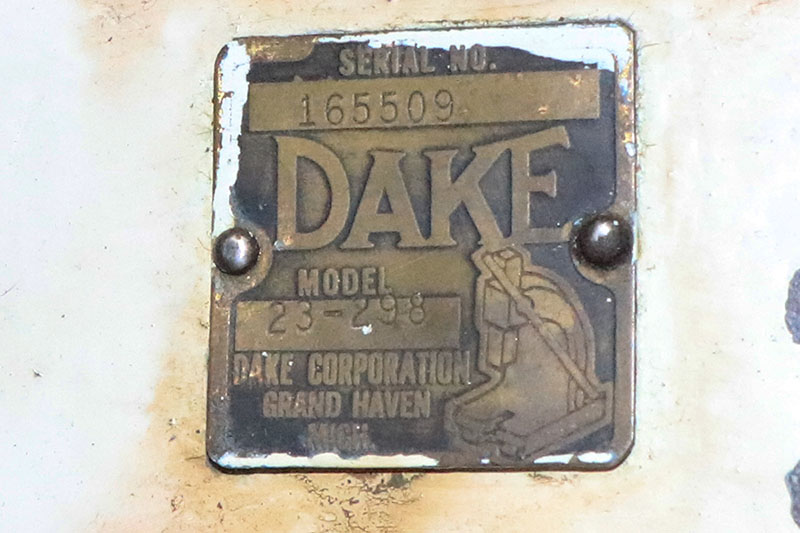 SERIAL NO.
165509
DAKE
MODEL
23-298
DAKE CORPORATION
GRAND HAVEN
MICH.